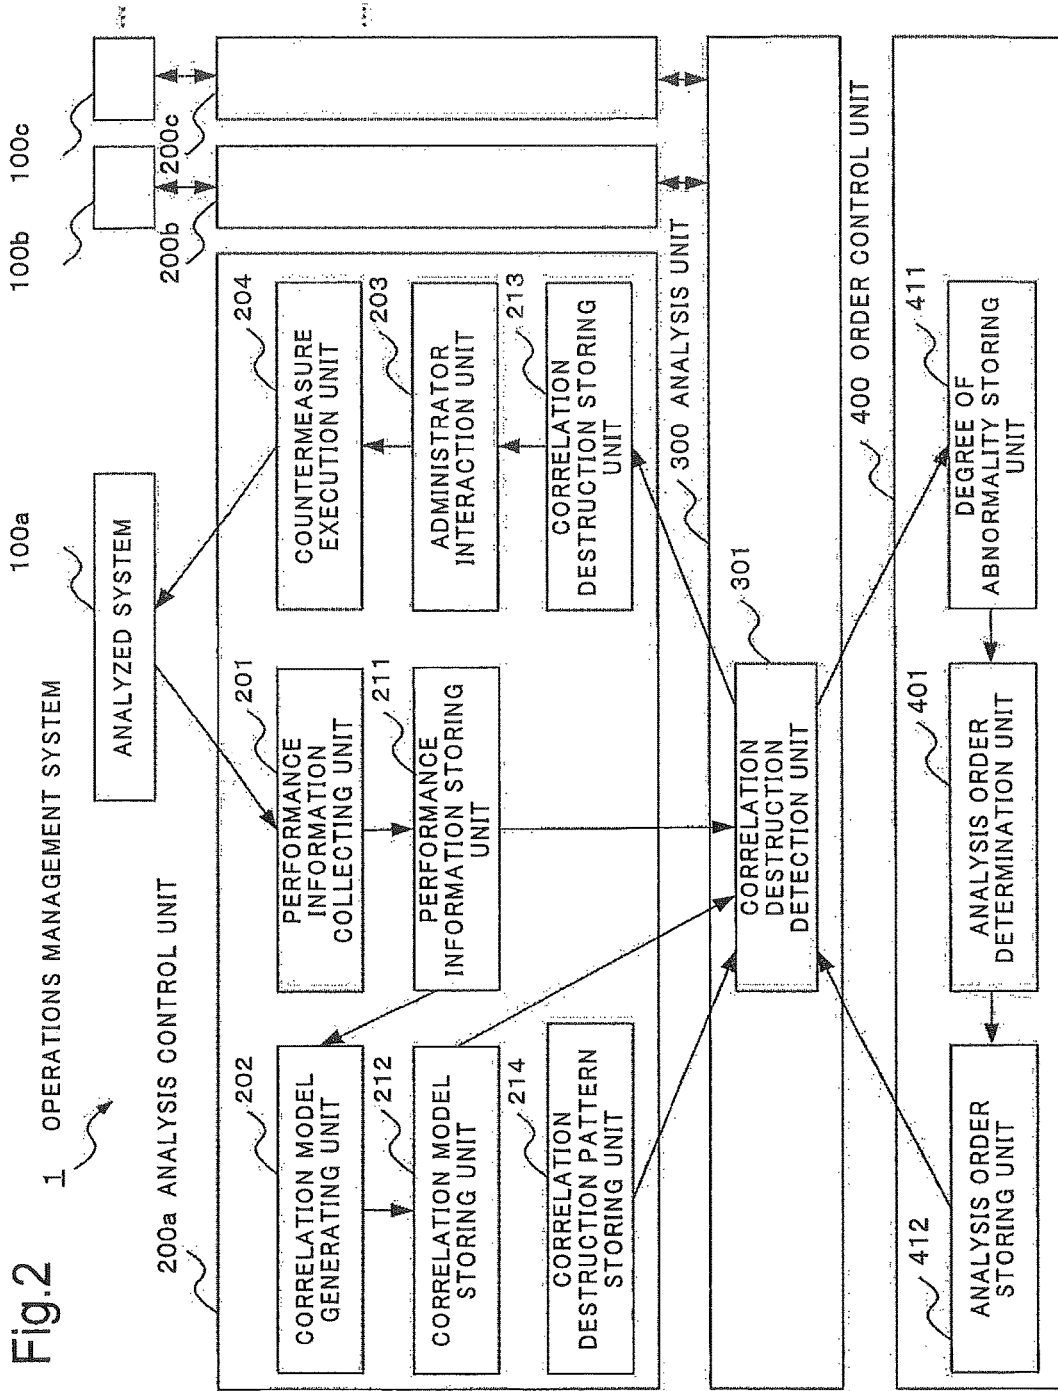 Fig.2
1 OPERATIONS MANAGEMENT SYSTEM
100a
100b
100c
ANALYZED SYSTEM
200a ANALYSIS CONTROL UNIT
200b
200c
202
CORRELATION MODEL
GENERATING UNIT
201
PERFORMANCE
INFORMATION
COLLECTING UNIT
204
COUNTERMEASURE
EXECUTION UNIT
212
CORRELATION MODEL
STORING UNIT
211
PERFORMANCE
INFORMATION STORING
UNIT
203
ADMINISTRATOR
INTERACTION UNIT
214
CORRELATION
DESTRUCTION PATTERN
STORING UNIT
213
CORRELATION
DESTRUCTION STORING
UNIT
300 ANALYSIS UNIT
301
CORRELATION
DESTRUCTION
DETECTION UNIT
400 ORDER CONTROL UNIT
412
ANALYSIS ORDER
STORING UNIT
401
ANALYSIS ORDER
DETERMINATION UNIT
411
DEGREE OF
ABNORMALITY STORING
UNIT